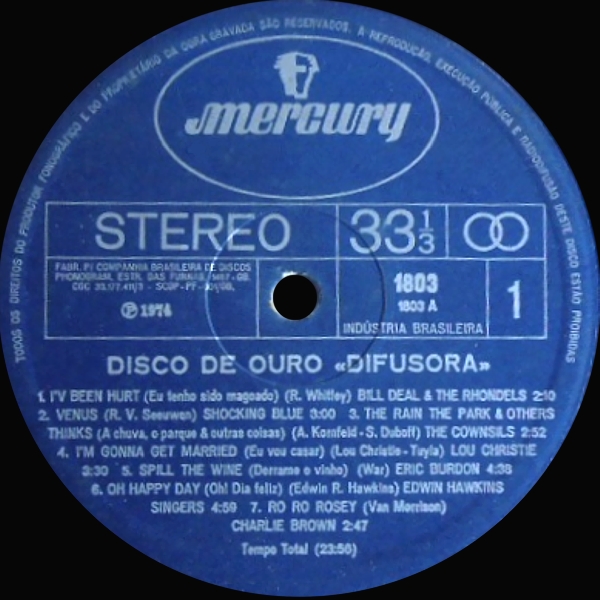 TODOS OS DIREITOS DO PRODUTOR FONOGRÁFICO E DO PROPRIETÁRIO DA OBRA GRAVADA SÃO RESERVADOS. A REPRODUÇÃO, EXECUÇÃO PÚBLICA E RADIODIFUSÃO DESTE DISCO ESTÃO PROIBIDAS
mercury
STEREO
33 1/3
FABR. P/ COMPANHIA BRASILEIRA DE DISCOS
PHONOGRAM, ESTR. DAS FURNAS,
℗ 1974
1803
1803 A
INDÚSTRIA BRASILEIRA
1
DISCO DE OURO «DIFUSORA»
1. I'V BEEN HURT (Eu tenho sido magoado) (R. Whitley) BILL DEAL & THE RHONDELS 2:10
2. VENUS (R. V. Seeuwen) SHOCKING BLUE 3:00 3. THE RAIN THE PARK & OTHERS
THINKS (A chuva, o parque & outras coisas) (A. Kornfeld - S. Duboff) THE COWNSILS 2:52
4. I'M GONNA GET MARRIED (Eu vou casar) (Lou Christie - Tuyla) LOU CHRISTIE
2:30 5. SPILL THE WINE (Derrame o vinho) (War) ERIC BURDON 4:38
6. OH HAPPY DAY (Oh! Dia feliz) (Edwin R. Hawkins) EDWIN HAWKINS
SINGERS 4:59 7. RO RO ROSEY (Van Morrison)
CHARLIE BROWN 2:47
Tempo Total (23:56)